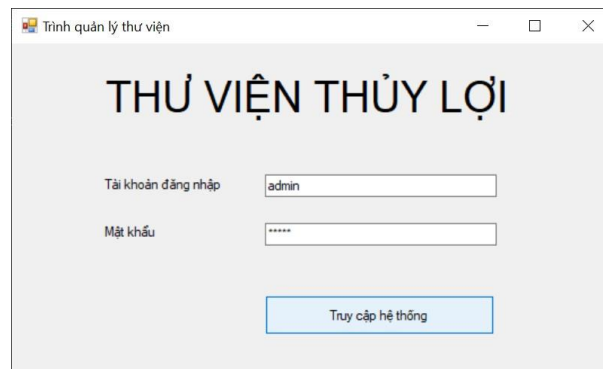 Trình quản lý thư viện
THƯ VIỆN THỦY LỢI
Tài khoản đăng nhập
admin
Mật khẩu
*****
Truy cập hệ thống